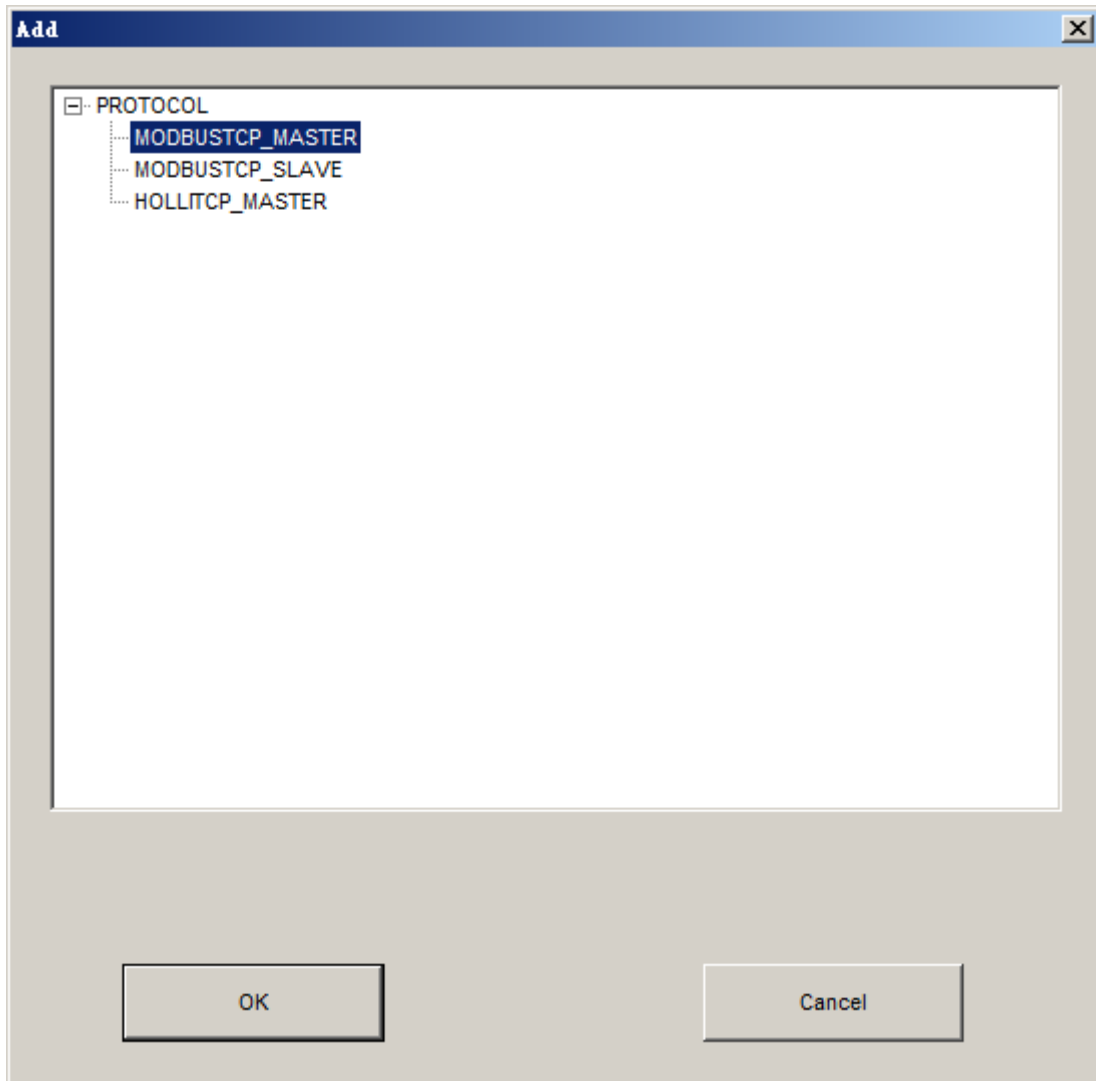 Add
PROTOCOL
MODBUSTCP_MASTER
MODBUSTCP_SLAVE
HOLLITCP_MASTER
OK
Cancel